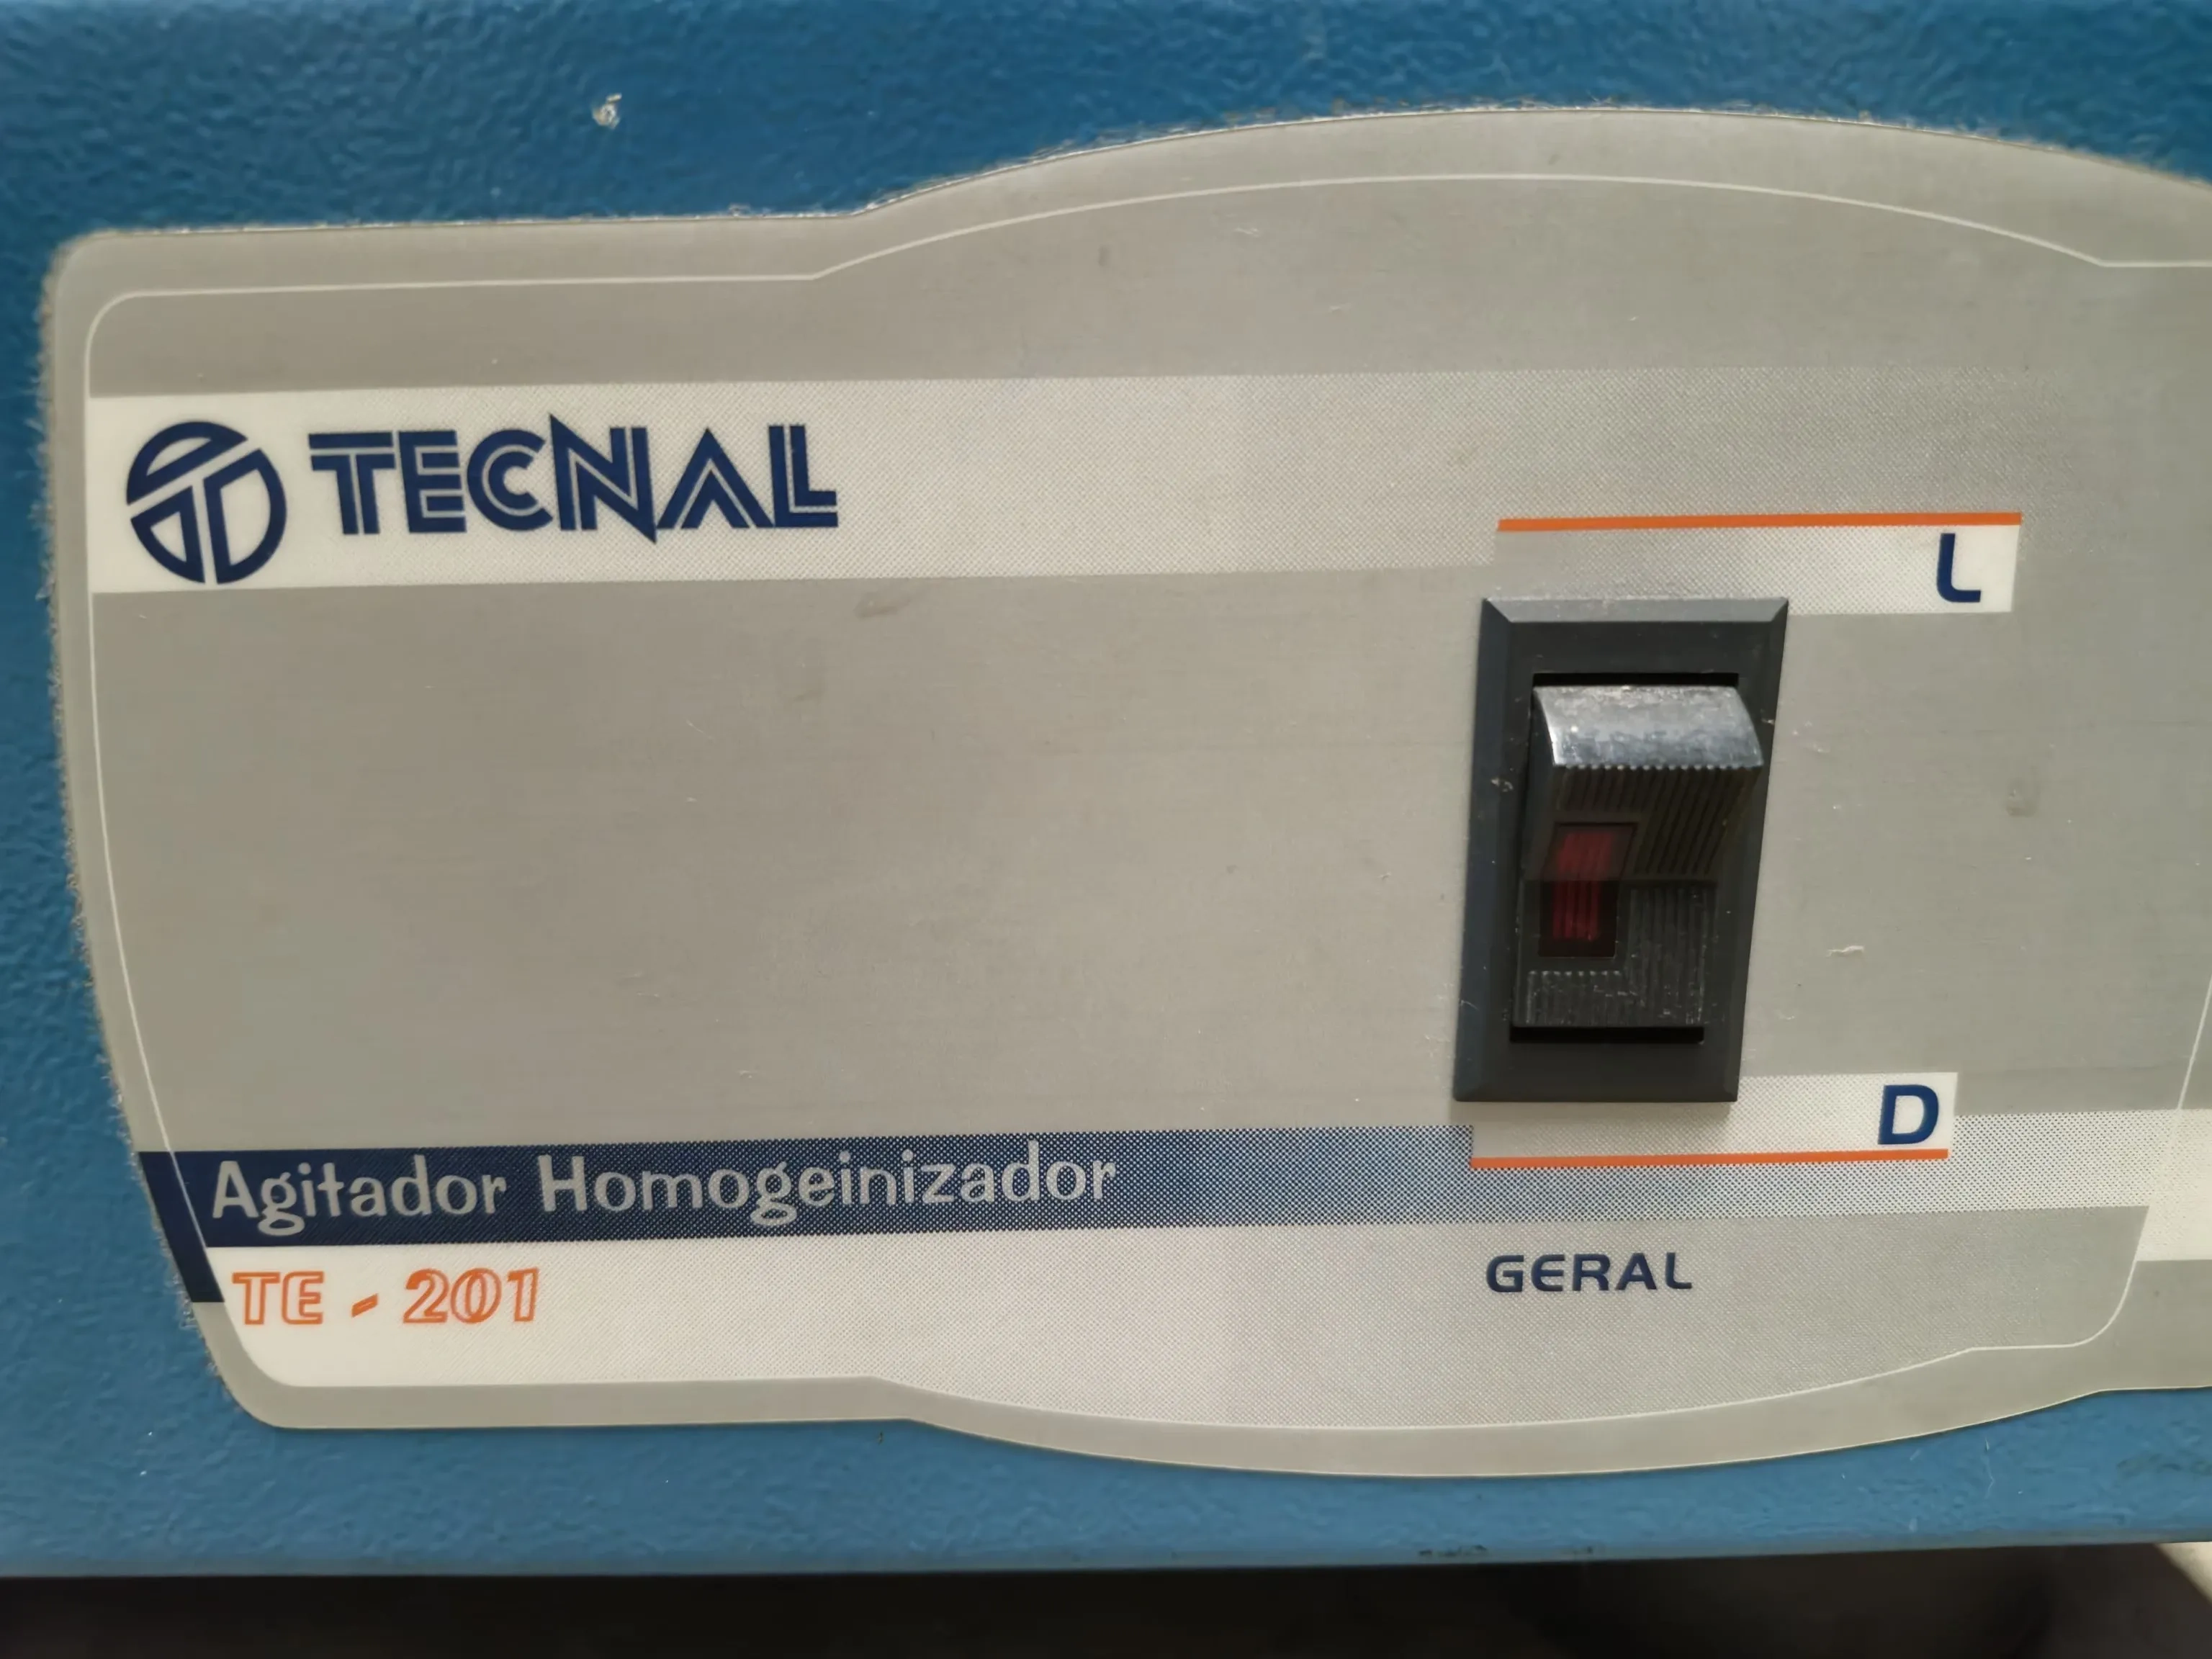 TECNAL
L
D
Agitador Homogeinizador
TE - 201
GERAL